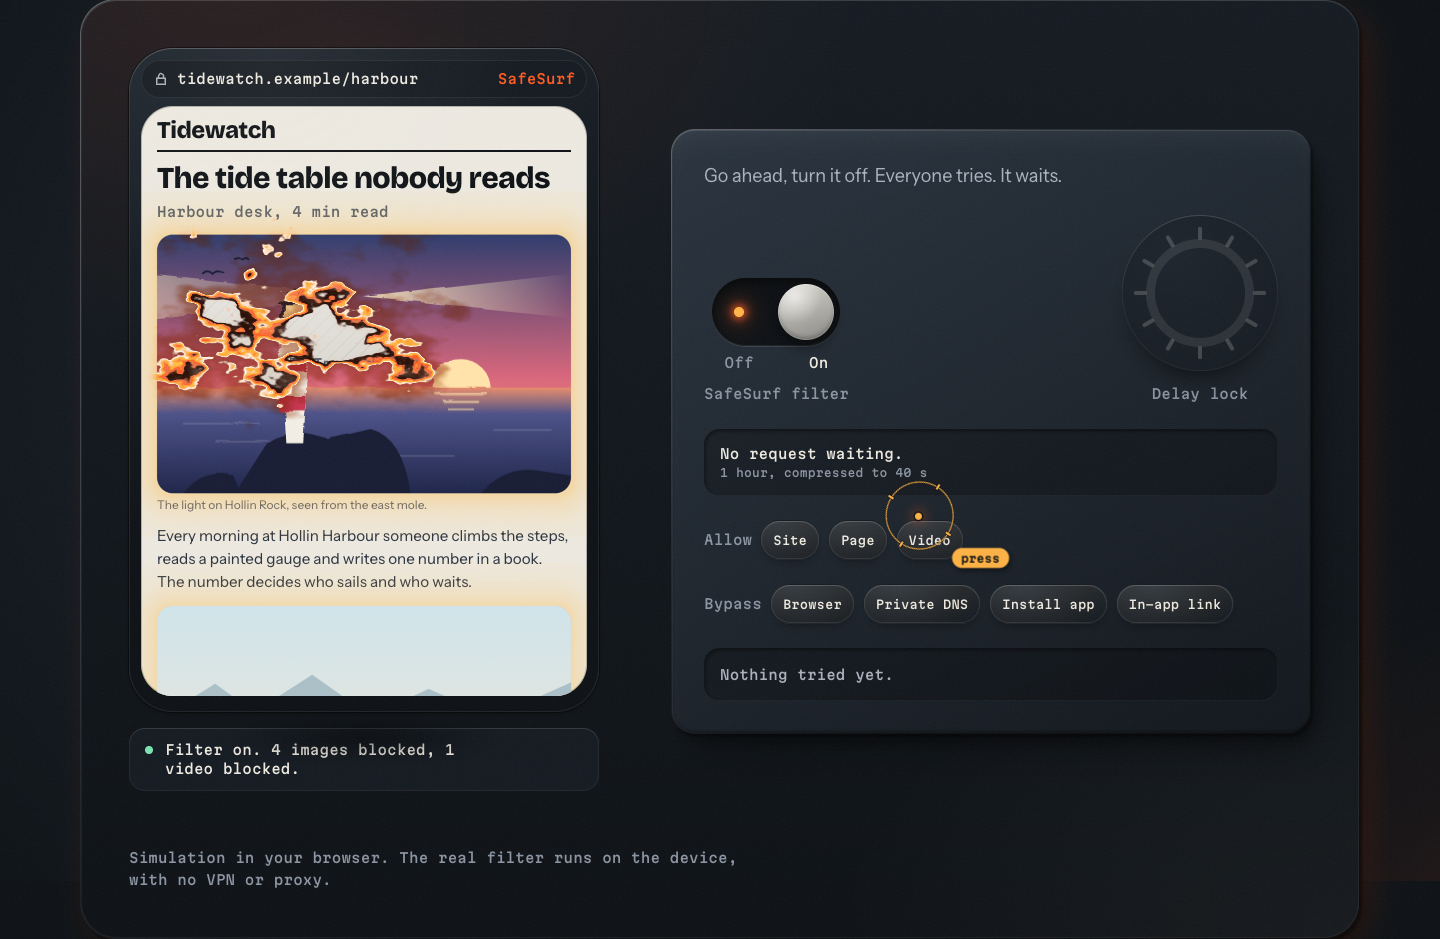 tidewatch.example/harbour
SafeSurf
Tidewatch
The tide table nobody reads
Harbour desk, 4 min read
The light on Hollin Rock, seen from the east mole.
Every morning at Hollin Harbour someone climbs the steps,
reads a painted gauge and writes one number in a book.
The number decides who sails and who waits.
Filter on. 4 images blocked, 1
video blocked.
Go ahead, turn it off. Everyone tries. It waits.
Off
On
SafeSurf filter
Delay lock
No request waiting.
1 hour, compressed to 40 s
Allow
Site
Page
Video
press
Bypass
Browser
Private DNS
Install app
In-app link
Nothing tried yet.
Simulation in your browser. The real filter runs on the device,
with no VPN or proxy.